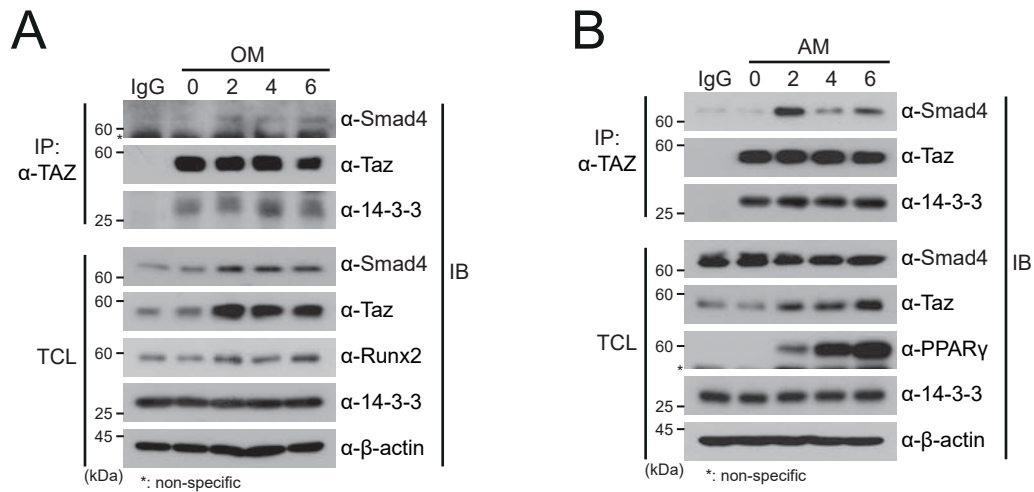 A
OM
IgG 0 2 4 6
IP:
α-TAZ
60
*
α-Smad4
60
α-Taz
25
α-14-3-3
TCL
60
α-Smad4
60
α-Taz
60
α-Runx2
25
α-14-3-3
45
α-β-actin
IB
(kDa)
*: non-specific
B
AM
IgG 0 2 4 6
IP:
α-TAZ
60
α-Smad4
60
α-Taz
25
α-14-3-3
TCL
60
α-Smad4
60
α-Taz
60
*
α-PPARγ
25
α-14-3-3
45
α-β-actin
IB
(kDa)
*: non-specific